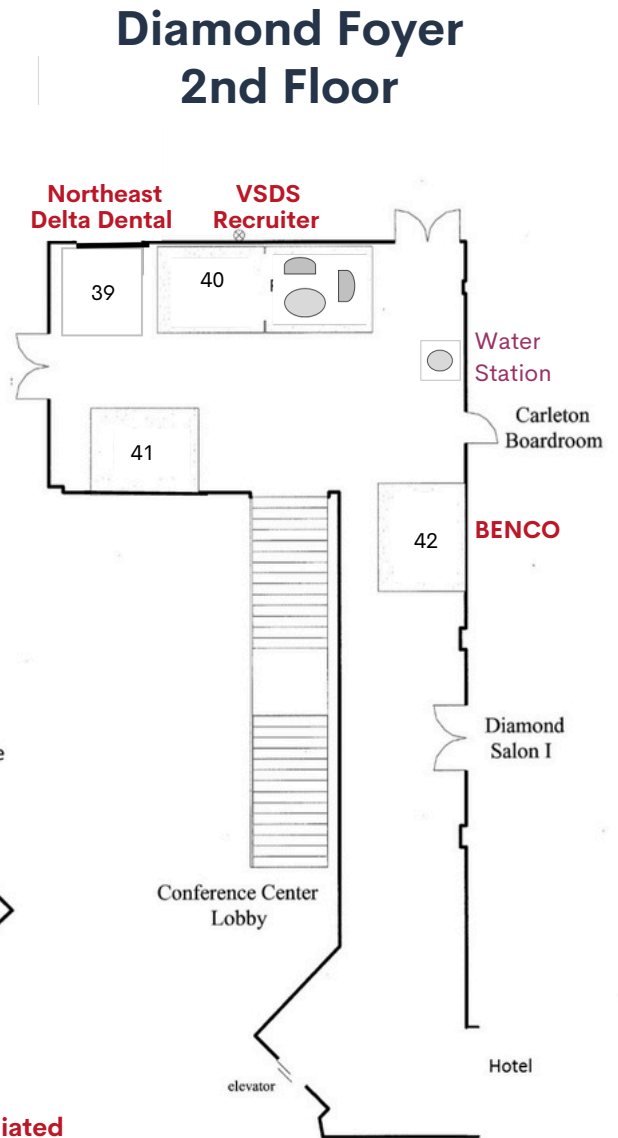 Diamond Foyer
2nd Floor
Northeast
Delta Dental
VSDS
Recruiter
39
40
Water
Station
Carleton
Boardroom
41
42
BENCO
Diamond
Salon I
Conference Center
Lobby
elevator
Hotel
iated